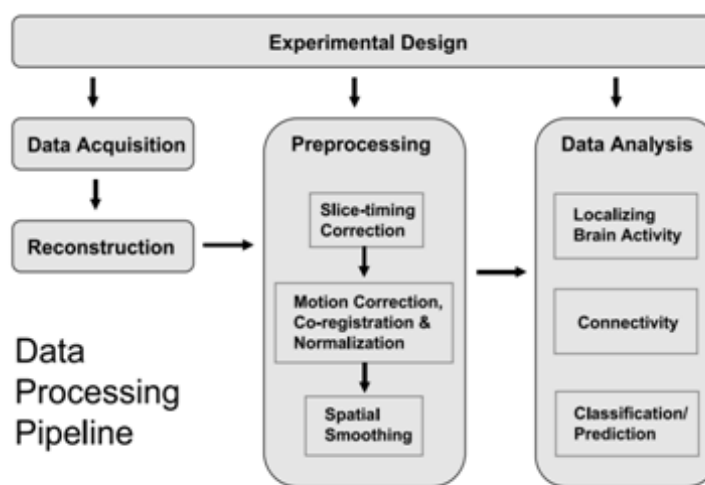 Experimental Design
Data Acquisition
Reconstruction
Data
Processing
Pipeline
Preprocessing
Slice-timing
Correction
Motion Correction,
Co-registration &
Normalization
Spatial
Smoothing
Data Analysis
Localizing
Brain Activity
Connectivity
Classification/
Prediction